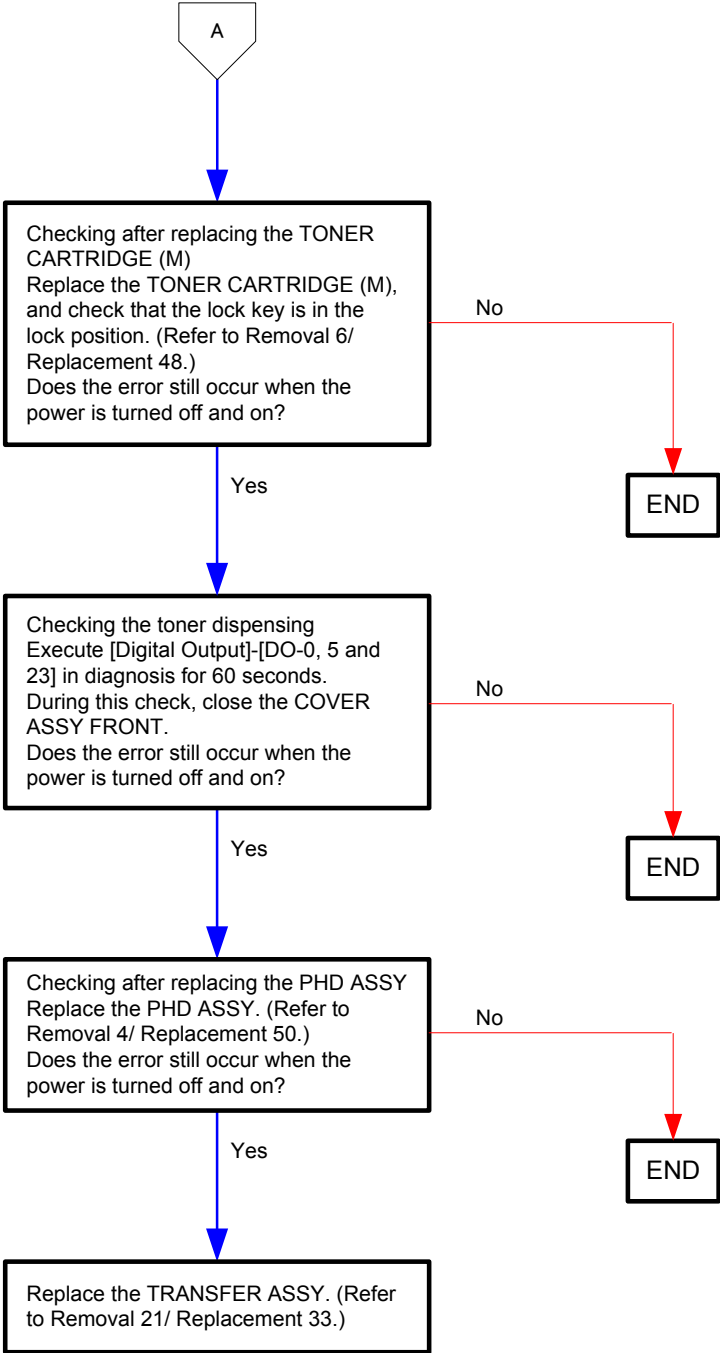 A
Checking after replacing the TONER
CARTRIDGE (M)
Replace the TONER CARTRIDGE (M),
and check that the lock key is in the
lock position. (Refer to Removal 6/
Replacement 48.)
Does the error still occur when the
power is turned off and on?
No
END
Yes
Checking the toner dispensing
Execute [Digital Output]-[DO-0, 5 and
23] in diagnosis for 60 seconds.
During this check, close the COVER
ASSY FRONT.
Does the error still occur when the
power is turned off and on?
No
END
Yes
Checking after replacing the PHD ASSY
Replace the PHD ASSY. (Refer to
Removal 4/ Replacement 50.)
Does the error still occur when the
power is turned off and on?
No
END
Yes
Replace the TRANSFER ASSY. (Refer
to Removal 21/ Replacement 33.)